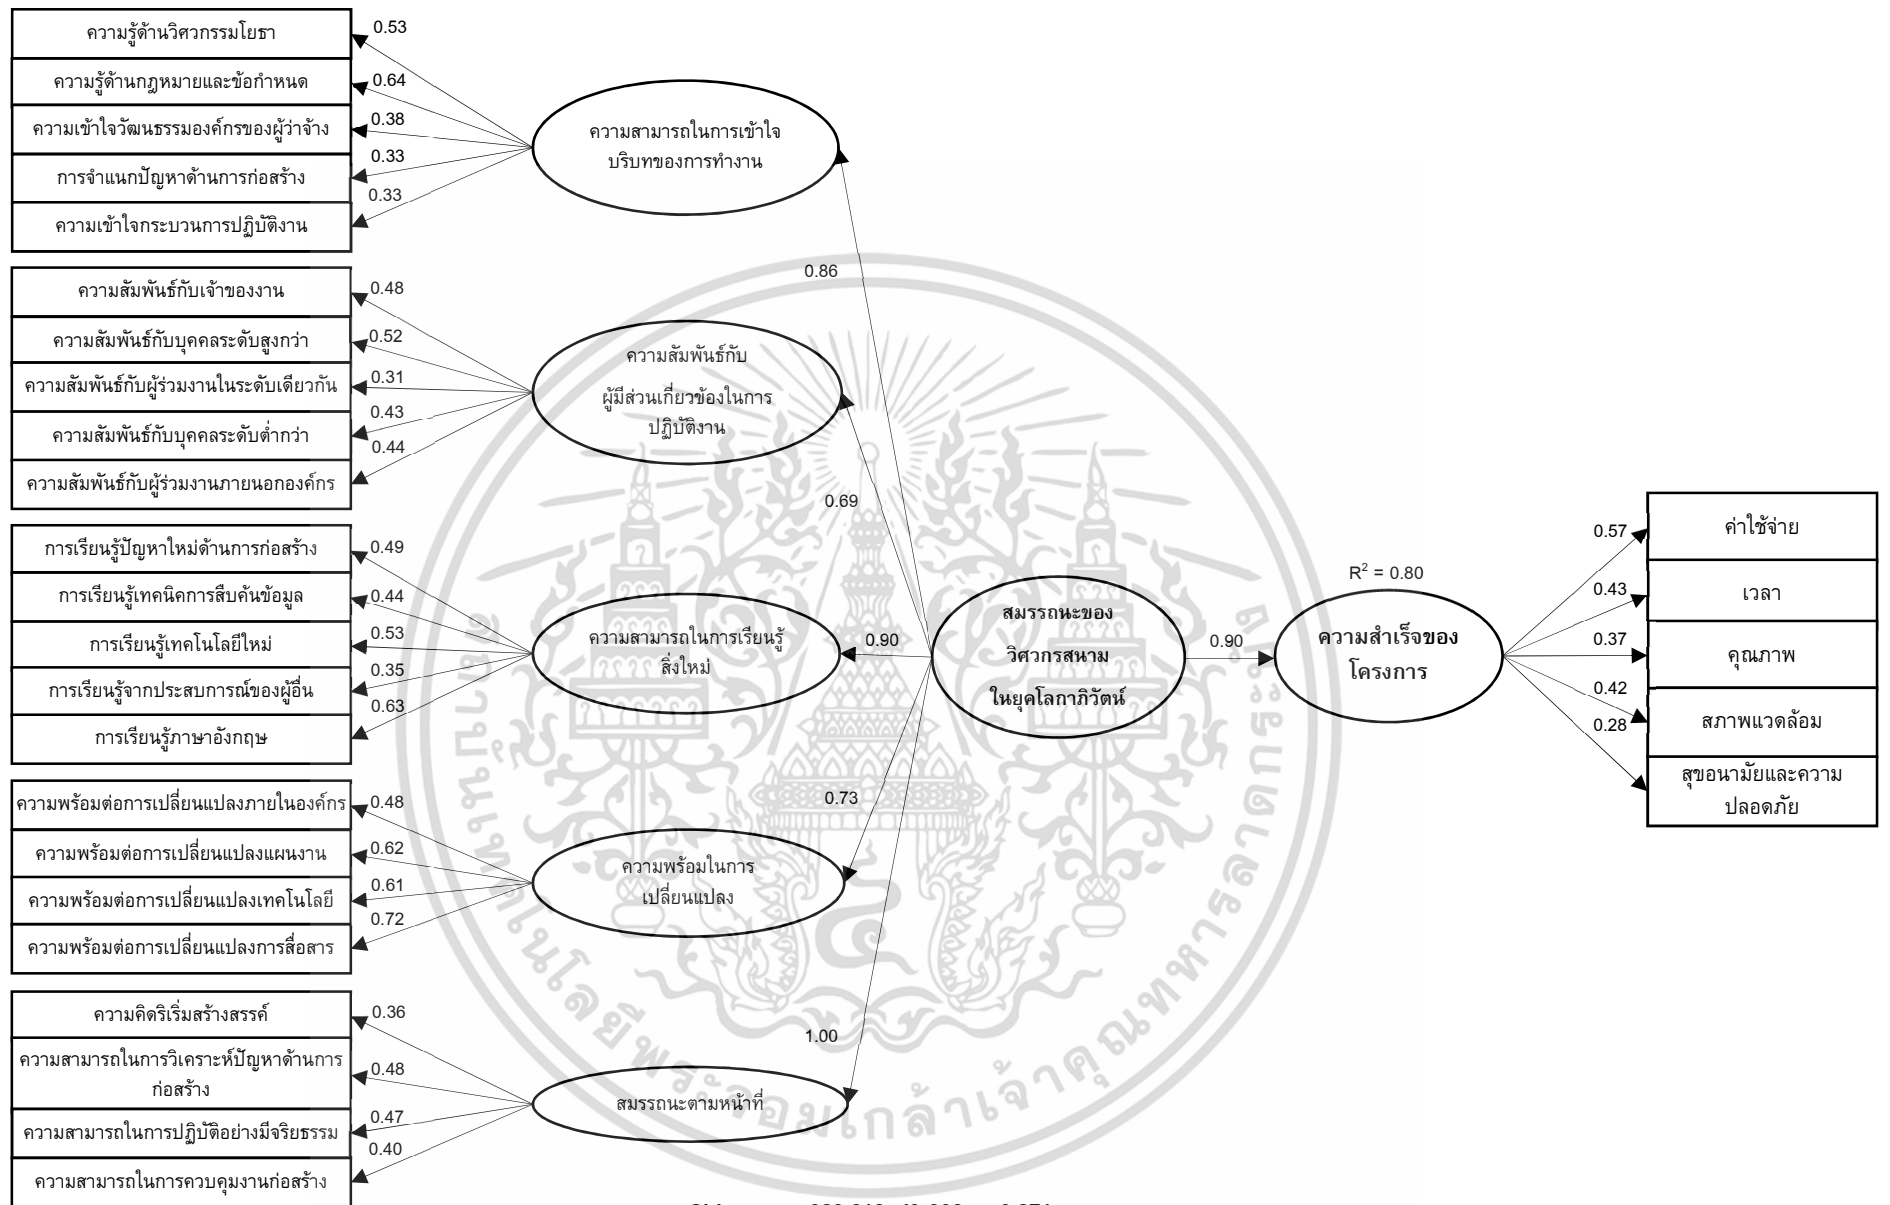 ความรู้ด้านวิศวกรรมโยธา
0.53
ความรู้ด้านกฎหมายและข้อกำหนด
0.64
ความเข้าใจวัฒนธรรมองค์กรของผู้ว่าจ้าง
0.38
การจำแนกปัญหาด้านการก่อสร้าง
0.33
ความเข้าใจกระบวนการปฏิบัติงาน
0.33
ความสามารถในการเข้าใจ
บริบทของการทำงาน
0.86
ความสัมพันธ์กับเจ้าของงาน
0.48
ความสัมพันธ์กับบุคคลระดับสูงกว่า
0.52
ความสัมพันธ์กับผู้ร่วมงานในระดับเดียวกัน
0.31
ความสัมพันธ์กับบุคคลระดับต่ำกว่า
0.43
ความสัมพันธ์กับผู้ร่วมงานภายนอกองค์กร
0.44
ความสัมพันธ์กับ
ผู้มีส่วนเกี่ยวข้องในการ
ปฏิบัติงาน
0.69
การเรียนรู้ปัญหาใหม่ด้านการก่อสร้าง
0.49
การเรียนรู้เทคนิคการสืบค้นข้อมูล
0.44
การเรียนรู้เทคโนโลยีใหม่
0.53
การเรียนรู้จากประสบการณ์ของผู้อื่น
0.35
การเรียนรู้ภาษาอังกฤษ
0.63
ความสามารถในการเรียนรู้
สิ่งใหม่
0.90
ความพร้อมต่อการเปลี่ยนแปลงภายในองค์กร
0.48
ความพร้อมต่อการเปลี่ยนแปลงแผนงาน
0.62
ความพร้อมต่อการเปลี่ยนแปลงเทคโนโลยี
0.61
ความพร้อมต่อการเปลี่ยนแปลงการสื่อสาร
0.72
ความพร้อมในการ
เปลี่ยนแปลง
0.73
ความคิดริเริ่มสร้างสรรค์
0.36
ความสามารถในการวิเคราะห์ปัญหาด้านการ
ก่อสร้าง
0.48
ความสามารถในการปฏิบัติอย่างมีจริยธรรม
0.47
ความสามารถในการควบคุมงานก่อสร้าง
0.40
สมรรถนะตามหน้าที่
1.00
สมรรถนะของ
วิศวกรสนาม
ในยุคโลกาภิวัตน์
0.90
R² = 0.80
ความสำเร็จของ
โครงการ
0.57
ค่าใช้จ่าย
0.43
เวลา
0.37
คุณภาพ
0.42
สภาพแวดล้อม
0.28
สุขอนามัยและความ
ปลอดภัย
สถาบันเทคโนโลยีพระจอมเกล้าเจ้าคุณทหารลาดกระบัง